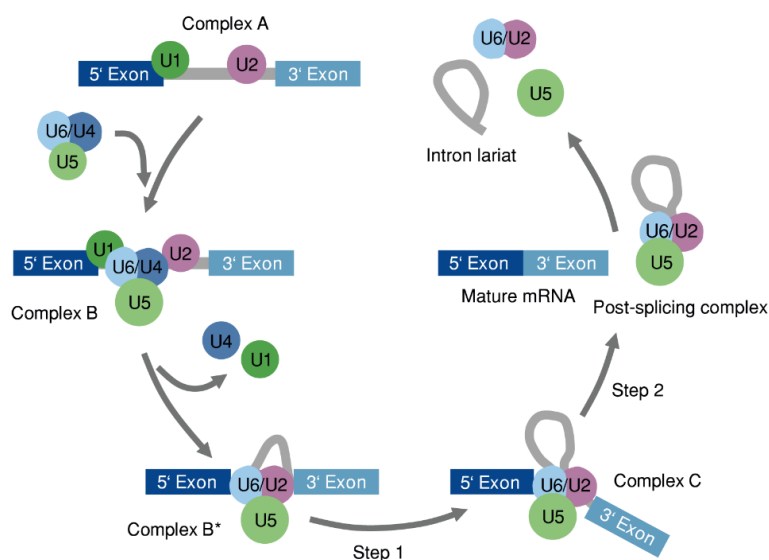 Complex A
5‘ Exon
U1
U2
3‘ Exon
U6/U4
U5
5‘ Exon
U1
U6/U4
U2
3‘ Exon
U5
Complex B
U4
U1
5‘ Exon
U6/U2
3‘ Exon
U5
Complex B*
Step 1
5‘ Exon
U6/U2
U5
3‘ Exon
Complex C
Step 2
5‘ Exon
3‘ Exon
Mature mRNA
U6/U2
U5
Post-splicing complex
U6/U2
U5
Intron lariat